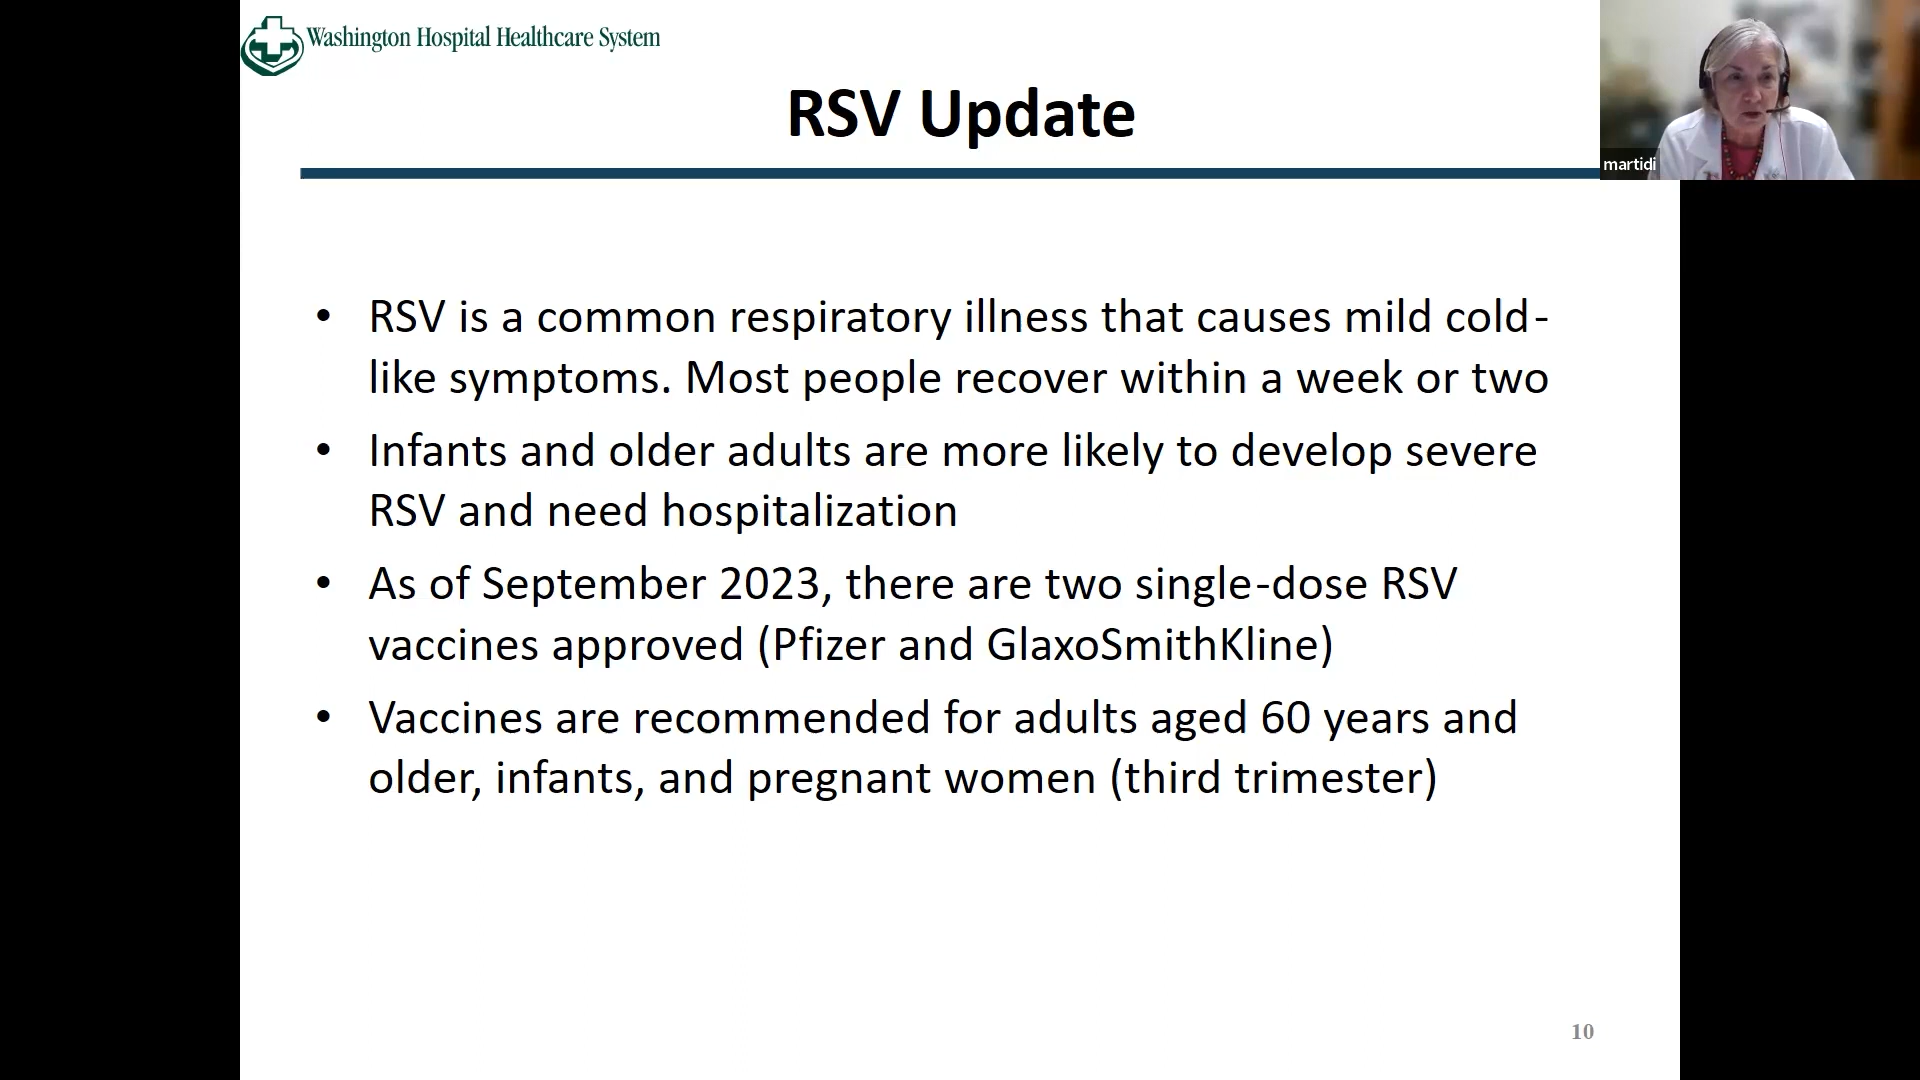 Washington Hospital Healthcare System
RSV Update
martidi
• RSV is a common respiratory illness that causes mild cold-
like symptoms. Most people recover within a week or two
• Infants and older adults are more likely to develop severe
RSV and need hospitalization
• As of September 2023, there are two single-dose RSV
vaccines approved (Pfizer and GlaxoSmithKline)
• Vaccines are recommended for adults aged 60 years and
older, infants, and pregnant women (third trimester)
10